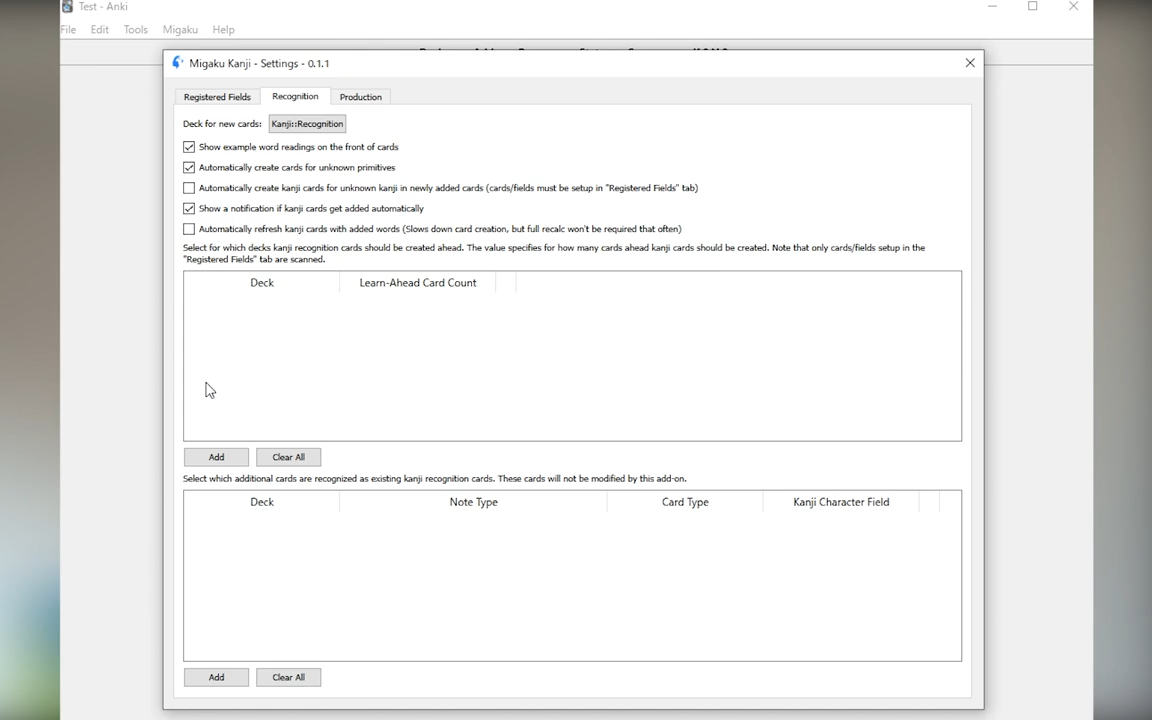 Test - Anki
File Edit Tools Migaku Help
Migaku Kanji - Settings - 0.1.1
Registered Fields Recognition Production
Deck for new cards: Kanji::Recognition
Show example word readings on the front of cards
Automatically create cards for unknown primitives
Automatically create kanji cards for unknown kanji in newly added cards (cards/fields must be setup in "Registered Fields" tab)
Show a notification if kanji cards get added automatically
Automatically refresh kanji cards with added words (Slows down card creation, but full recalc won't be required that often)
Select for which decks kanji recognition cards should be created ahead. The value specifies for how many cards ahead kanji cards should be created. Note that only cards/fields setup in the
"Registered Fields" tab are scanned.
Deck Learn-Ahead Card Count
Add Clear All
Select which additional cards are recognized as existing kanji recognition cards. These cards will not be modified by this add-on.
Deck Note Type Card Type Kanji Character Field
Add Clear All